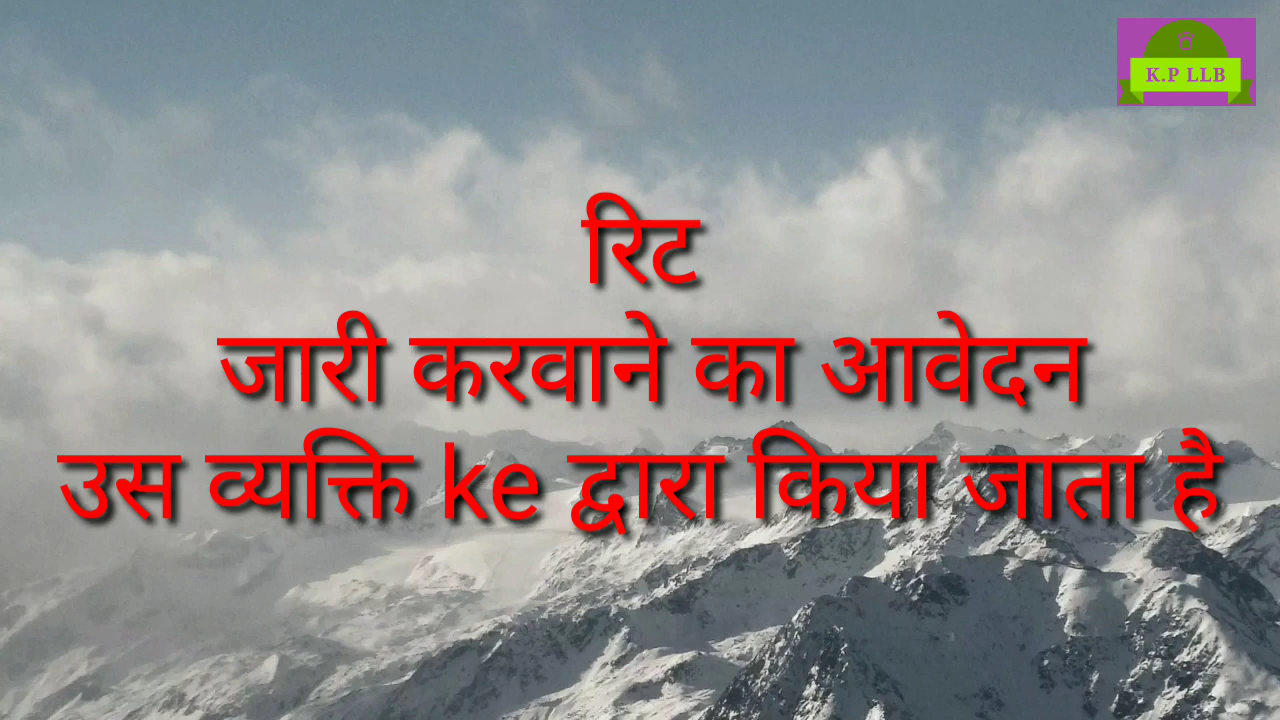 K.P LLB
रिट
जारी करवाने का आवेदन
उस व्यक्ति ke द्वारा किया जाता है